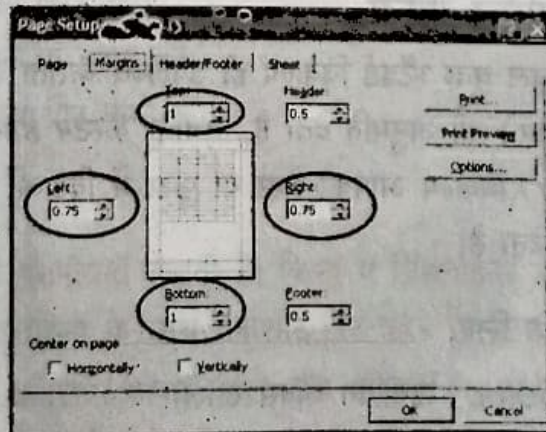 Page Setup
Page Margins Header/Footer Sheet
Top: Header:
1 0.5
Print...
Print Preview
Options...
Left: Right:
0.75 0.75
Bottom: Footer:
1 0.5
Center on page
Horizontally Vertically
OK Cancel